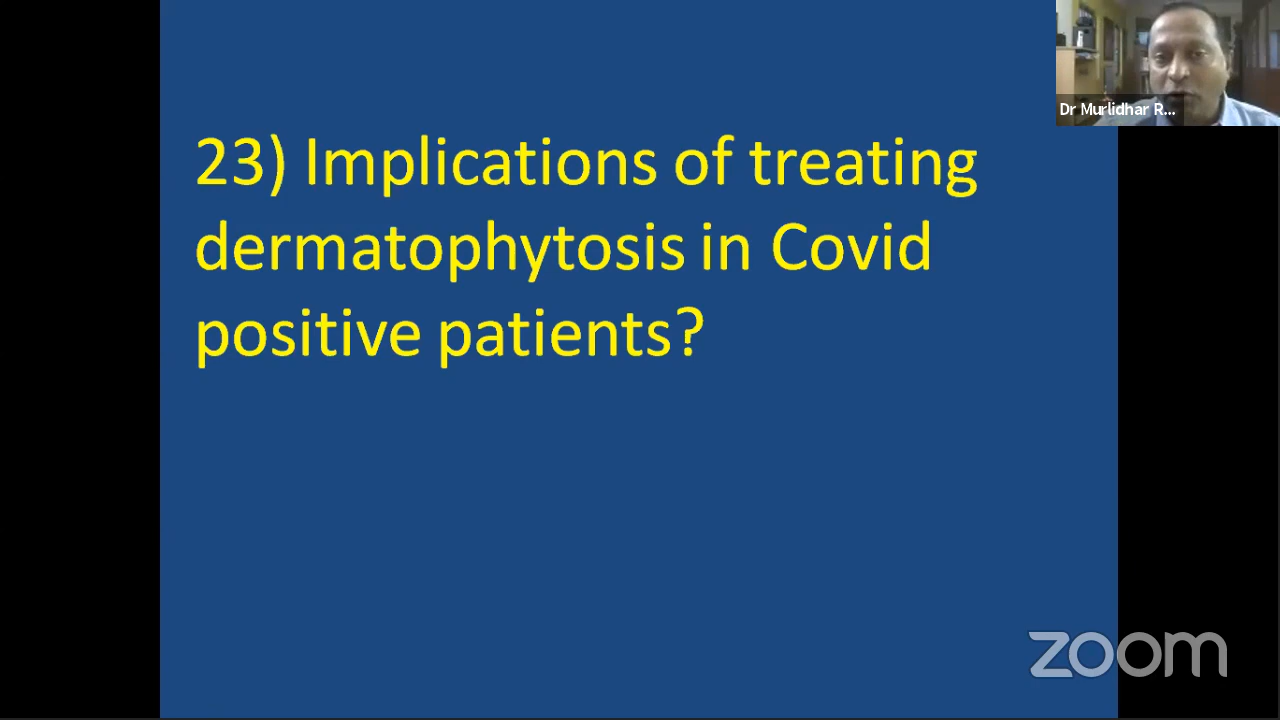 Dr Murlidhar R...
23) Implications of treating
dermatophytosis in Covid
positive patients?
zoom